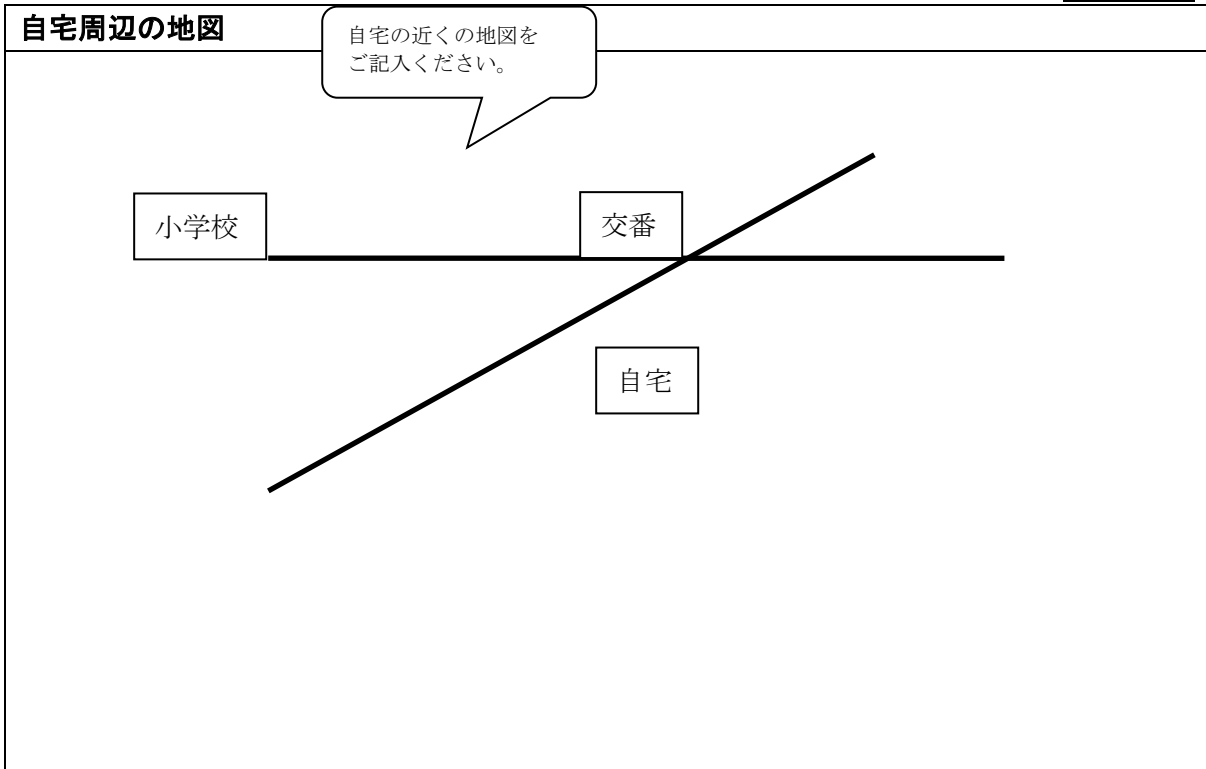 自宅周辺の地図
自宅の近くの地図を
ご記入ください。
小学校
交番
自宅